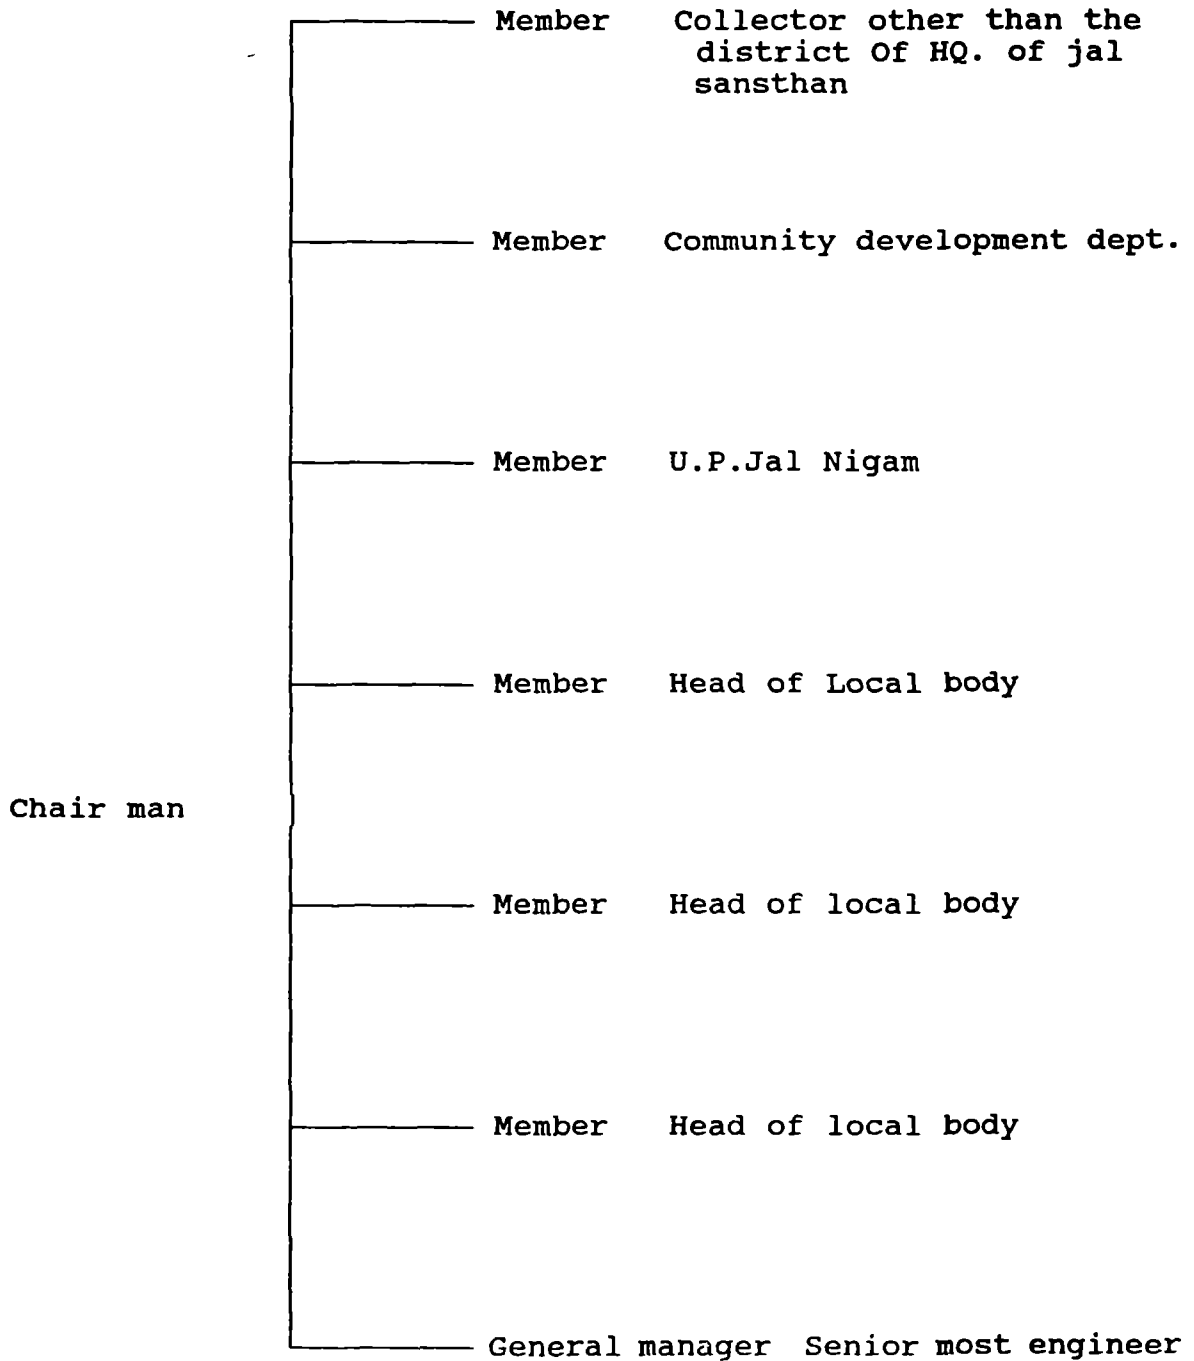 Member Collector other than the
district Of HQ. of jal
sansthan
Member Community development dept.
Member U.P.Jal Nigam
Member Head of Local body
Chair man
Member Head of local body
Member Head of local body
General manager Senior most engineer